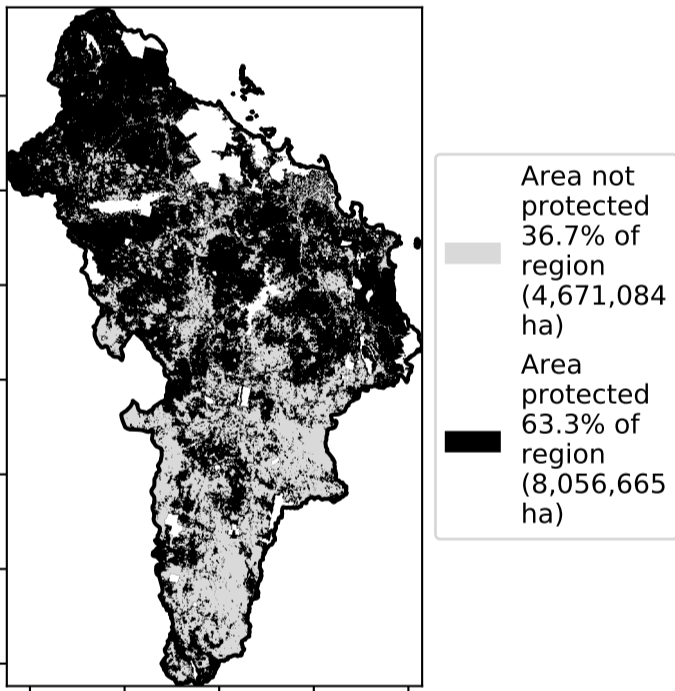 Area not
protected
36.7% of
region
(4,671,084
ha)
Area
protected
63.3% of
region
(8,056,665
ha)